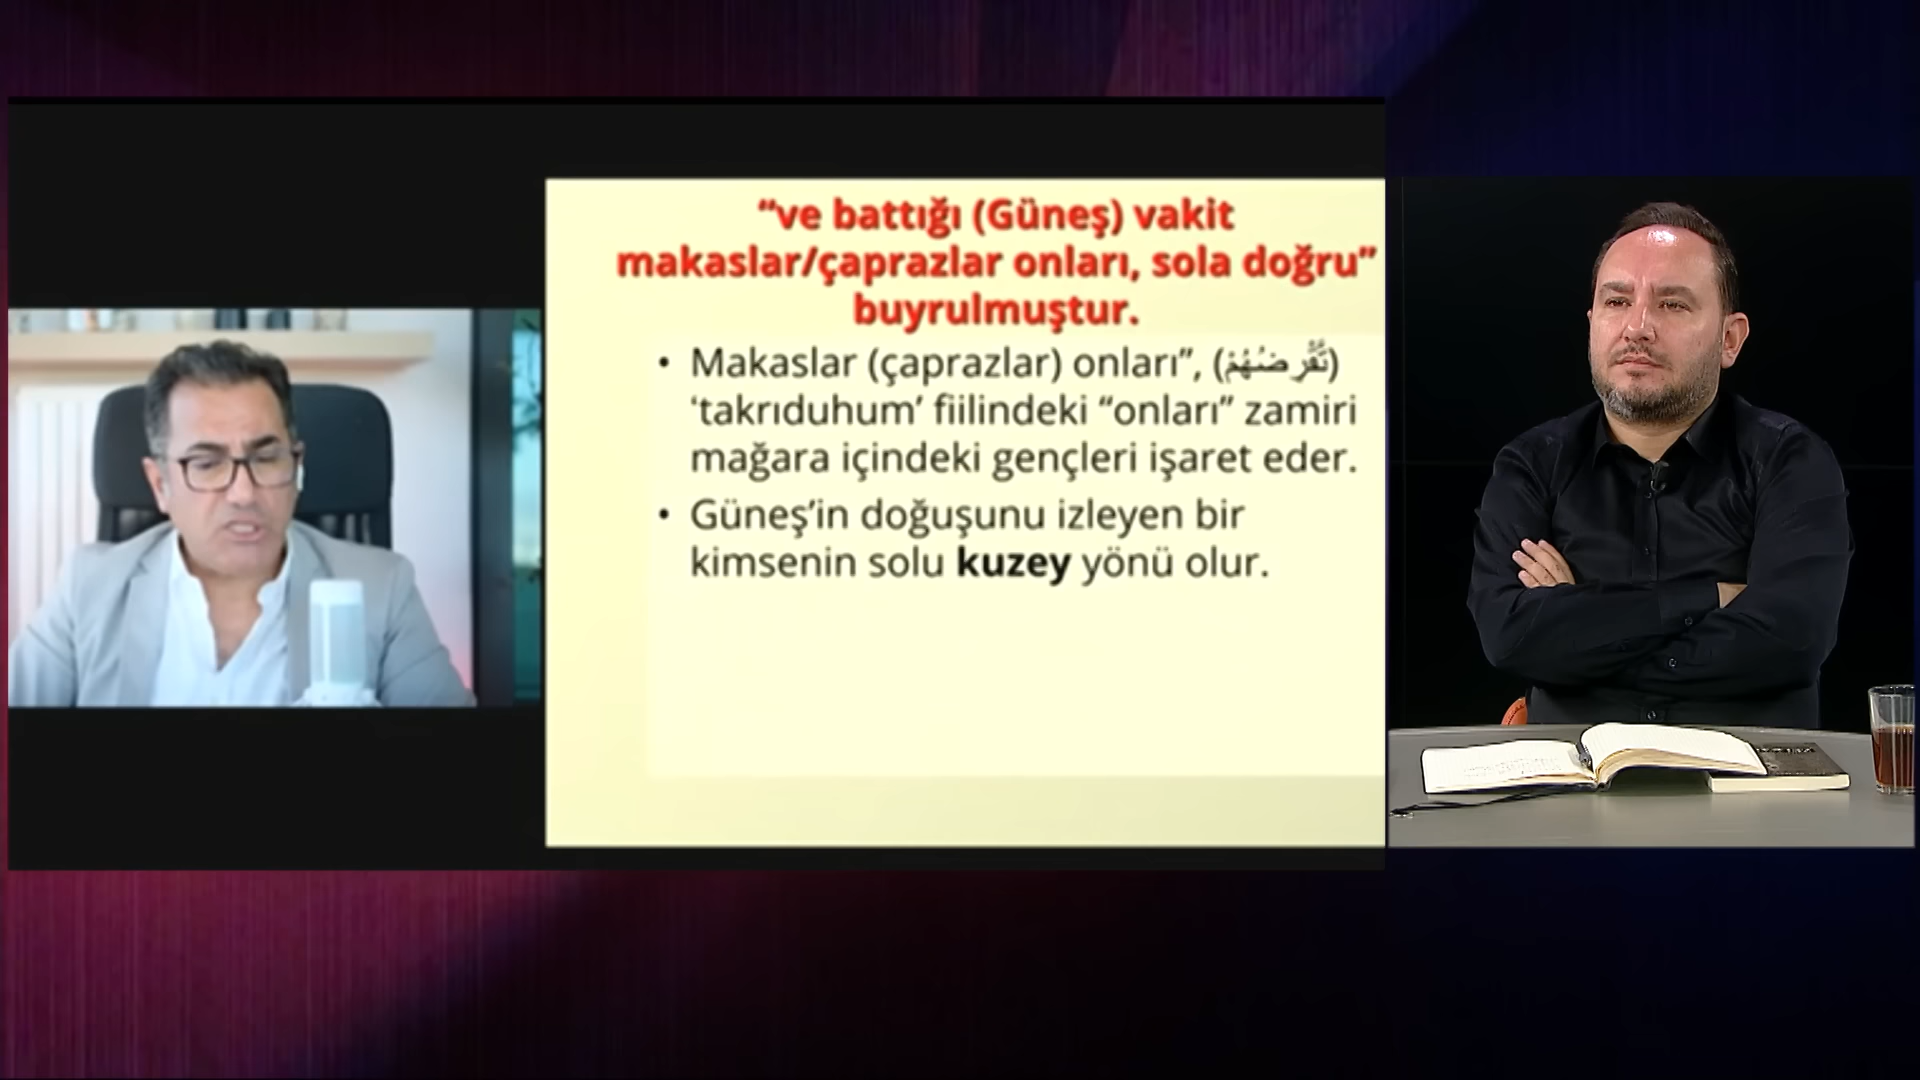 “ve battığı (Güneş) vakit
makaslar/çaprazlar onları, sola doğru”
buyrulmuştur.
• Makaslar (çaprazlar) onları”, (تَّقْرِضُهُمْ)
‘takrıduhum’ fiilindeki “onları” zamiri
mağara içindeki gençleri işaret eder.
• Güneş’in doğuşunu izleyen bir
kimsenin solu kuzey yönü olur.